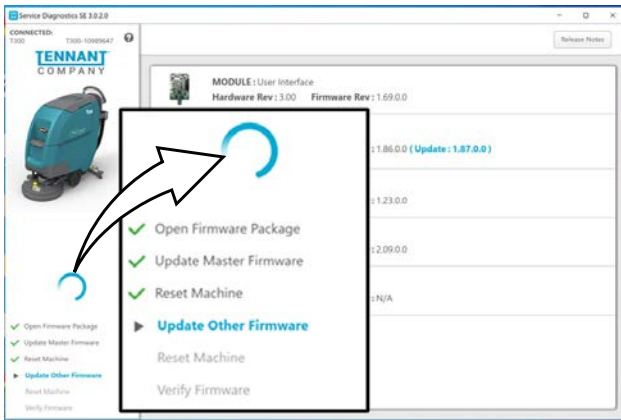 Service Diagnostics SE 3.0.2.0
CONNECTED:
T300 T300-10989647
Release Notes
TENNANT
COMPANY
MODULE : User Interface
Hardware Rev : 3.00 Firmware Rev : 1.69.0.0
: 1.86.0.0 ( Update : 1.87.0.0 )
: 1.23.0.0
: 2.09.0.0
: N/A
Open Firmware Package
Update Master Firmware
Reset Machine
Update Other Firmware
Reset Machine
Verify Firmware
Open Firmware Package
Update Master Firmware
Reset Machine
Update Other Firmware
Reset Machine
Verify Firmware